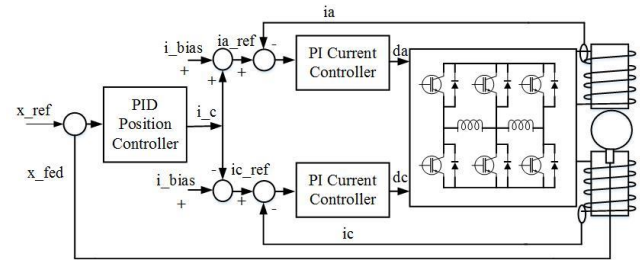 ia
i_bias
ia_ref
-
+
+
+
PI Current
Controller
da
x_ref
PID
Position
Controller
i_c
x_fed
i_bias
-
ic_ref
+
+
-
PI Current
Controller
dc
ic